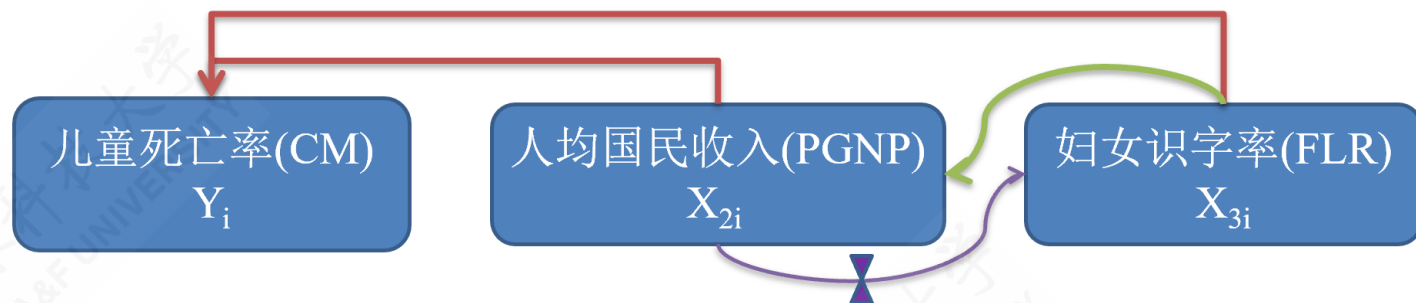 儿童死亡率(CM)
Yi
人均国民收入(PGNP)
X2i
妇女识字率(FLR)
X3i
A&F UNIVERSITY